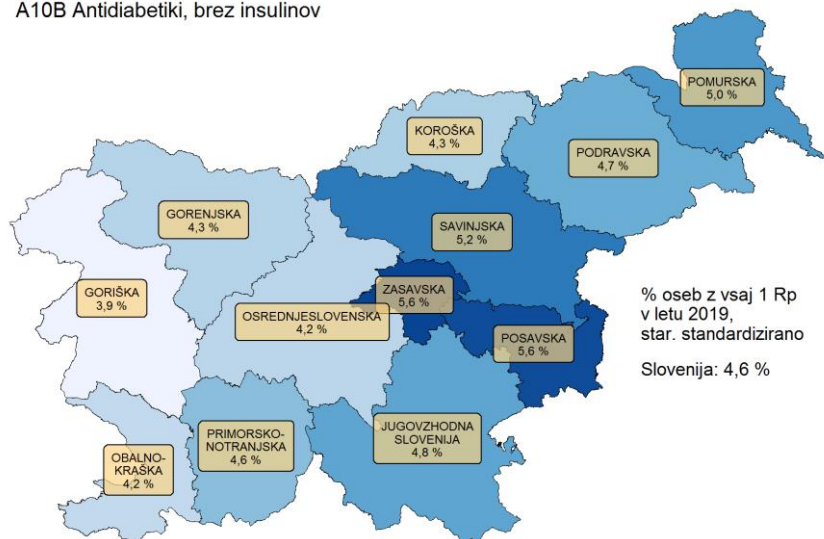 A10B Antidiabetiki, brez insulinov
POMURSKA
5,0 %
KOROŠKA
4,3 %
PODRAVSKA
4,7 %
GORENJSKA
4,3 %
SAVINJSKA
5,2 %
GORIŠKA
3,9 %
ZASAVSKA
5,6 %
OSREDNJESLOVENSKA
4,2 %
POSAVSKA
5,6 %
% oseb z vsaj 1 Rp
v letu 2019,
star. standardizirano
Slovenija: 4,6 %
PRIMORSKO-
NOTRANJSKA
4,6 %
JUGOVZHODNA
SLOVENIJA
4,8 %
OBALNO-
KRAŠKA
4,2 %